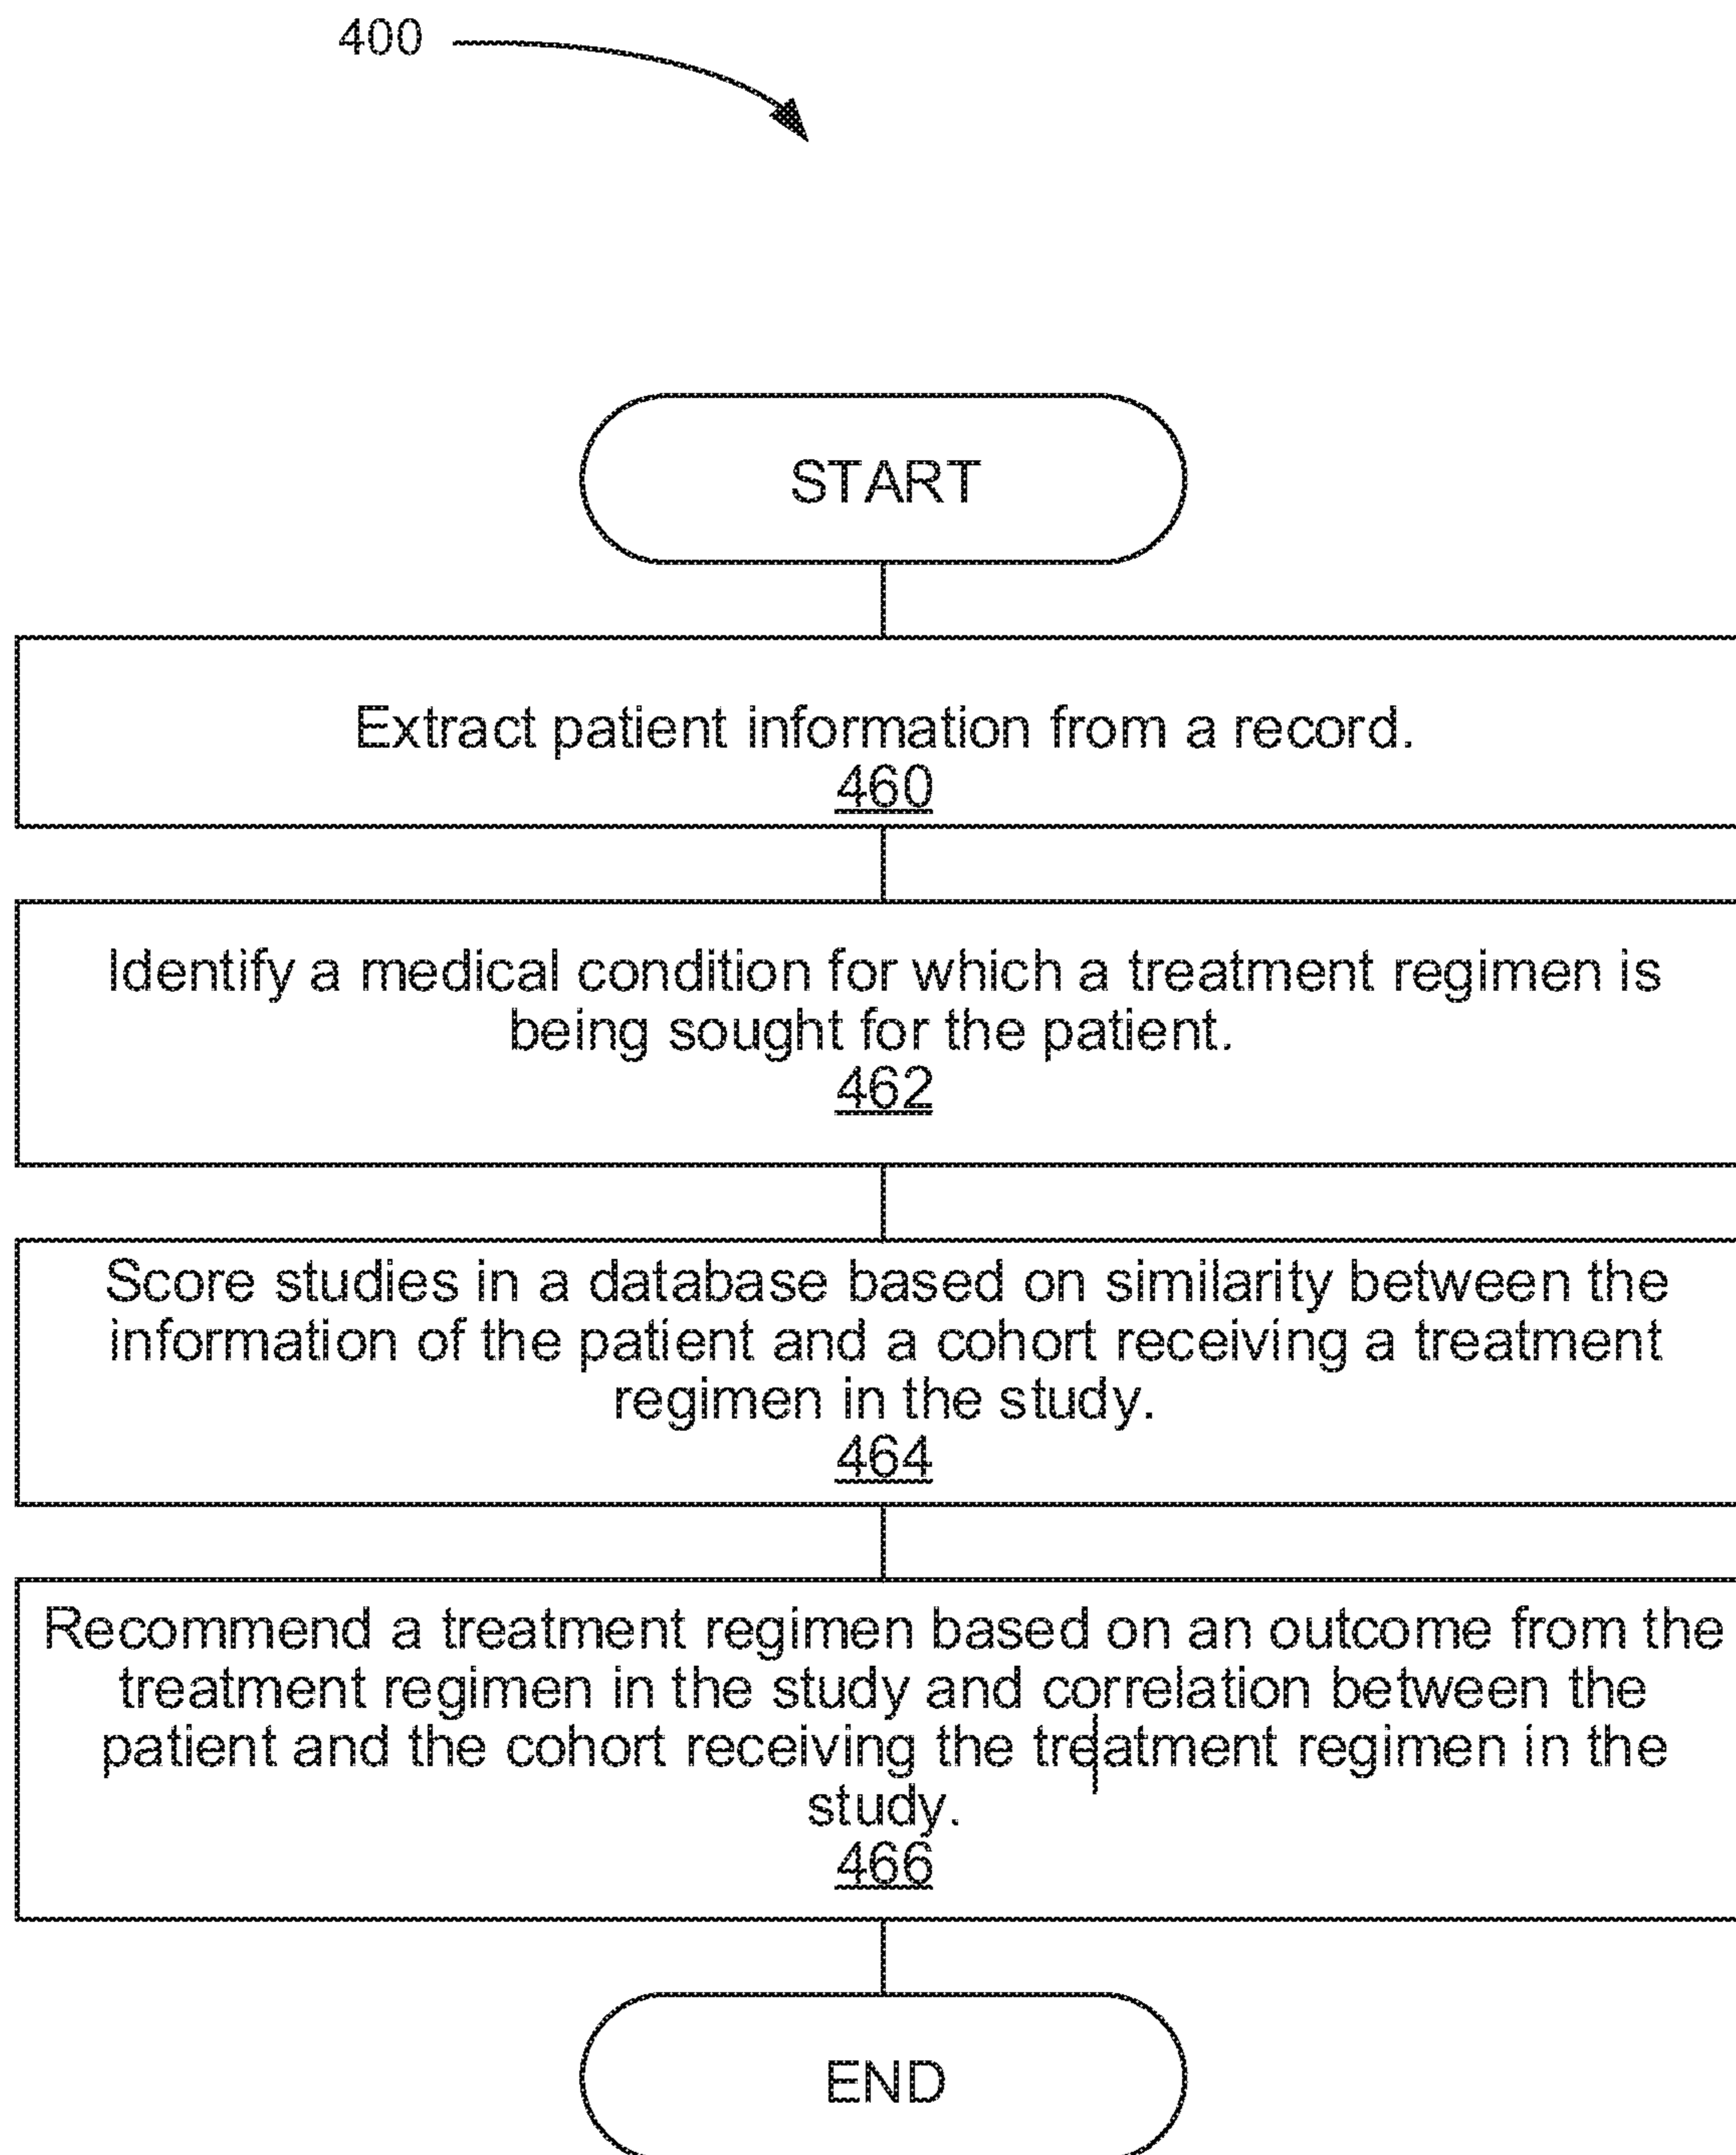 400
START
Extract patient information from a record.
460
Identify a medical condition for which a treatment regimen is
being sought for the patient.
462
Score studies in a database based on similarity between the
information of the patient and a cohort receiving a treatment
regimen in the study.
464
Recommend a treatment regimen based on an outcome from the
treatment regimen in the study and correlation between the
patient and the cohort receiving the treatment regimen in the
study.
466
END